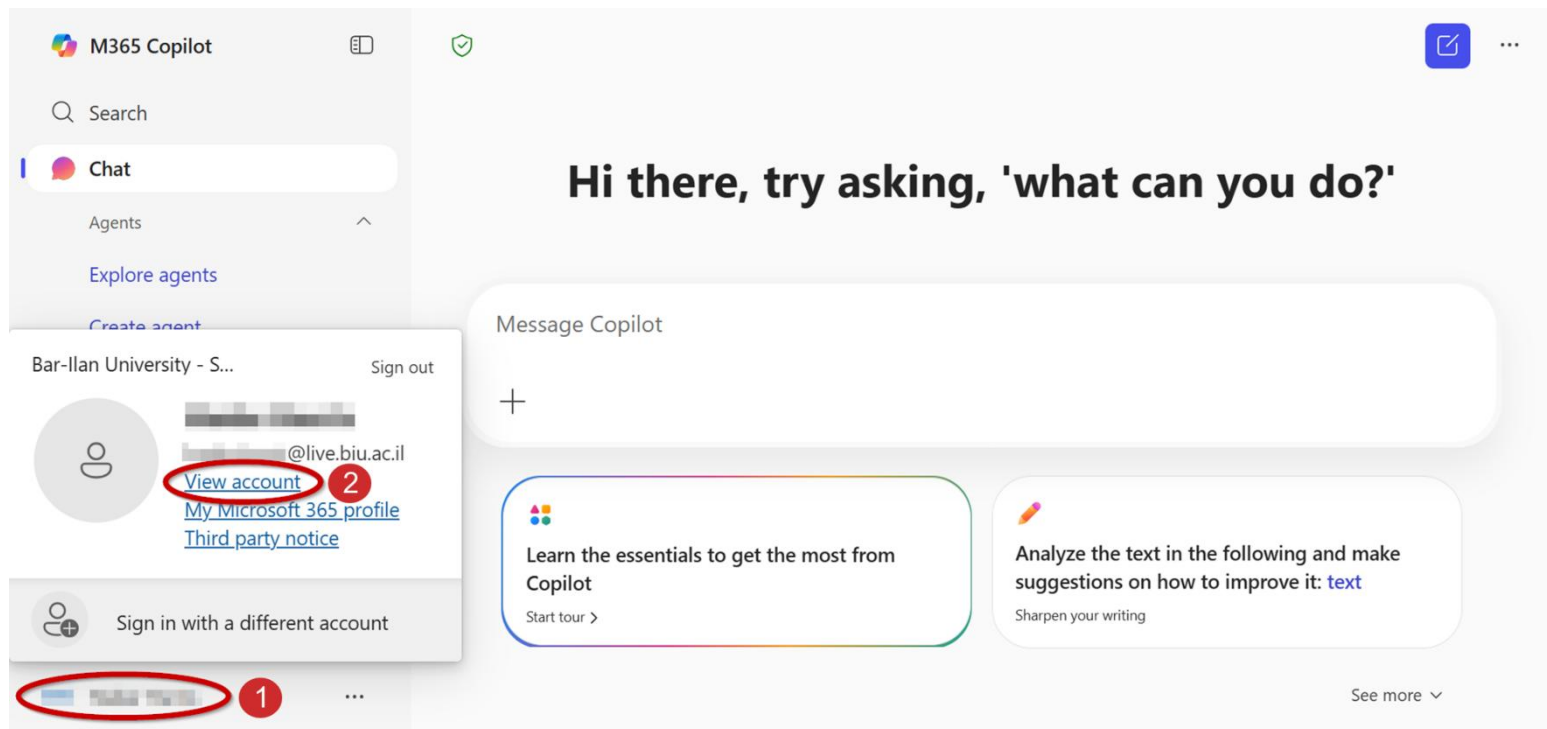 M365 Copilot
Search
Chat
Agents
Explore agents
Create agent
Bar-Ilan University - S...
Sign out
@live.biu.ac.il
View account
2
My Microsoft 365 profile
Third party notice
Sign in with a different account
1
Hi there, try asking, 'what can you do?'
Message Copilot
Learn the essentials to get the most from
Copilot
Start tour >
Analyze the text in the following and make
suggestions on how to improve it: text
Sharpen your writing
See more